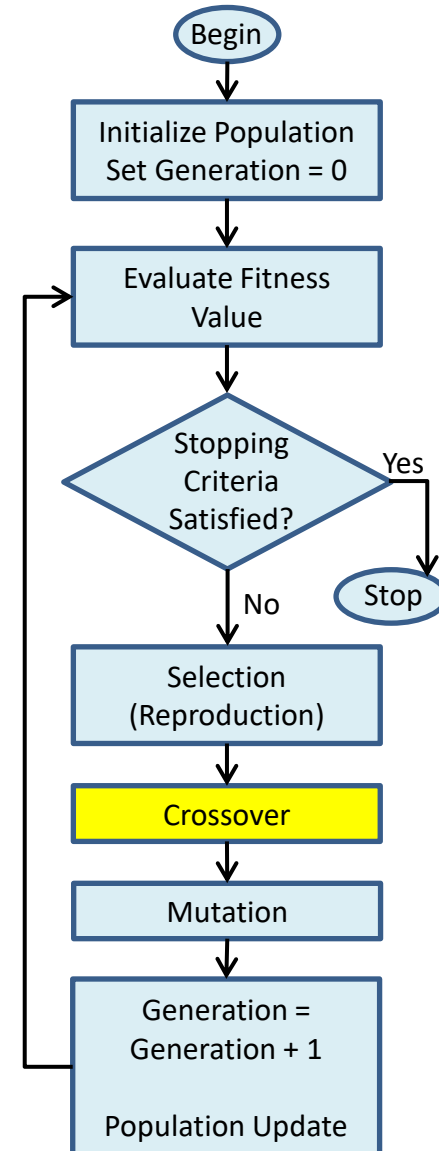 Begin
Initialize Population
Set Generation = 0
Evaluate Fitness
Value
Stopping
Criteria
Satisfied?
Yes
Stop
No
Selection
(Reproduction)
Crossover
Mutation
Generation =
Generation + 1
Population Update